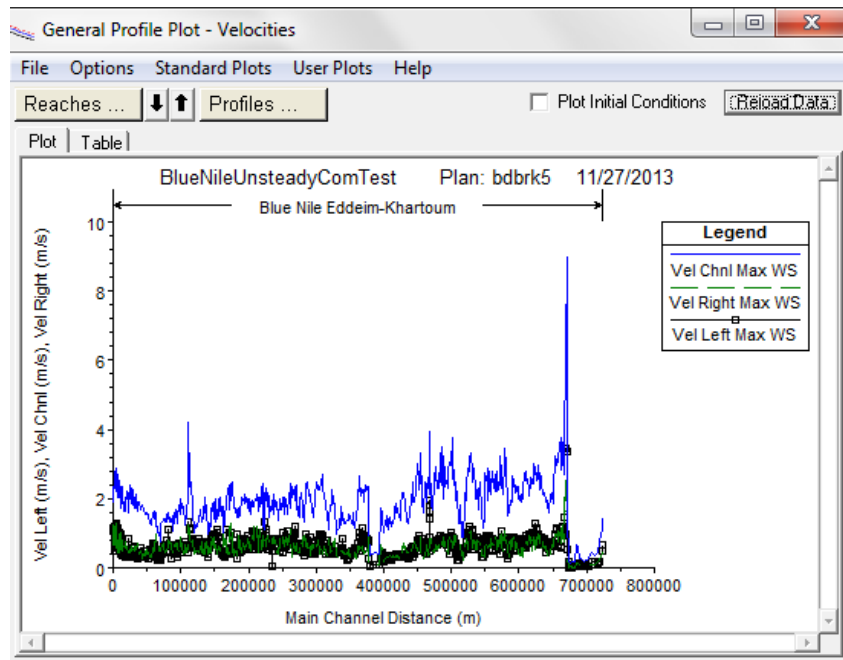 General Profile Plot - Velocities
File Options Standard Plots User Plots Help
Reaches ... Profiles ... Plot Initial Conditions Reload Data
Plot Table
BlueNileUnsteadyComTest Plan: bdbrk5 11/27/2013
Blue Nile Eddeim-Khartoum
Vel Left (m/s), Vel Chnl (m/s), Vel Right (m/s)
10
8
6
4
2
0
0 100000 200000 300000 400000 500000 600000 700000 800000
Main Channel Distance (m)
Legend
Vel Chnl Max WS
Vel Right Max WS
Vel Left Max WS